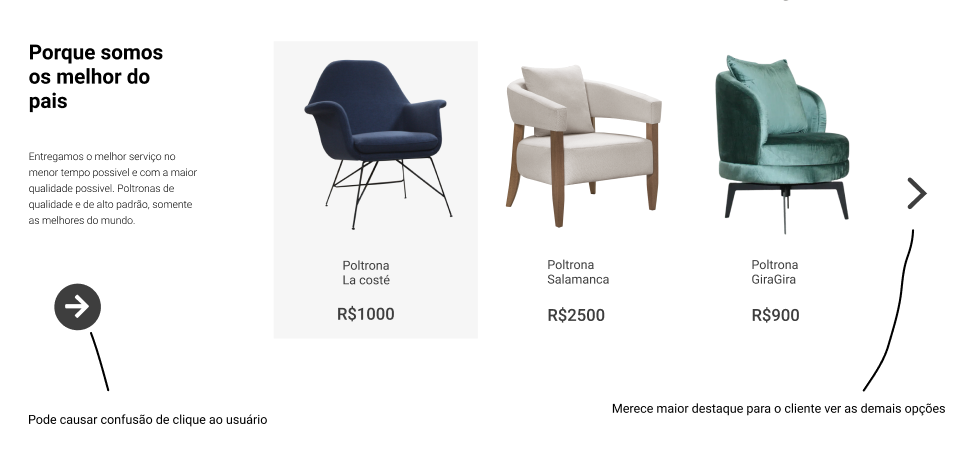 Porque somos
os melhor do
pais
Entregamos o melhor serviço no
menor tempo possivel e com a maior
qualidade possivel. Poltronas de
qualidade e de alto padrão, somente
as melhores do mundo.
Poltrona
La costé
R$1000
Poltrona
Salamanca
R$2500
Poltrona
GiraGira
R$900
Pode causar confusão de clique ao usuário
Merece maior destaque para o cliente ver as demais opções